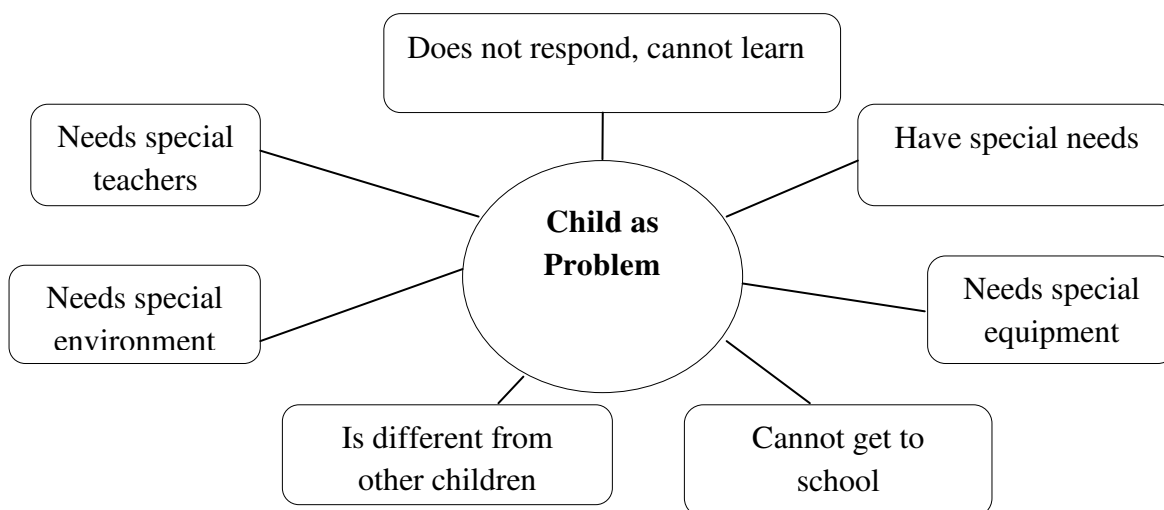 Does not respond, cannot learn
Needs special
teachers
Have special needs
Child as
Problem
Needs special
environment
Needs special
equipment
Is different from
other children
Cannot get to
school